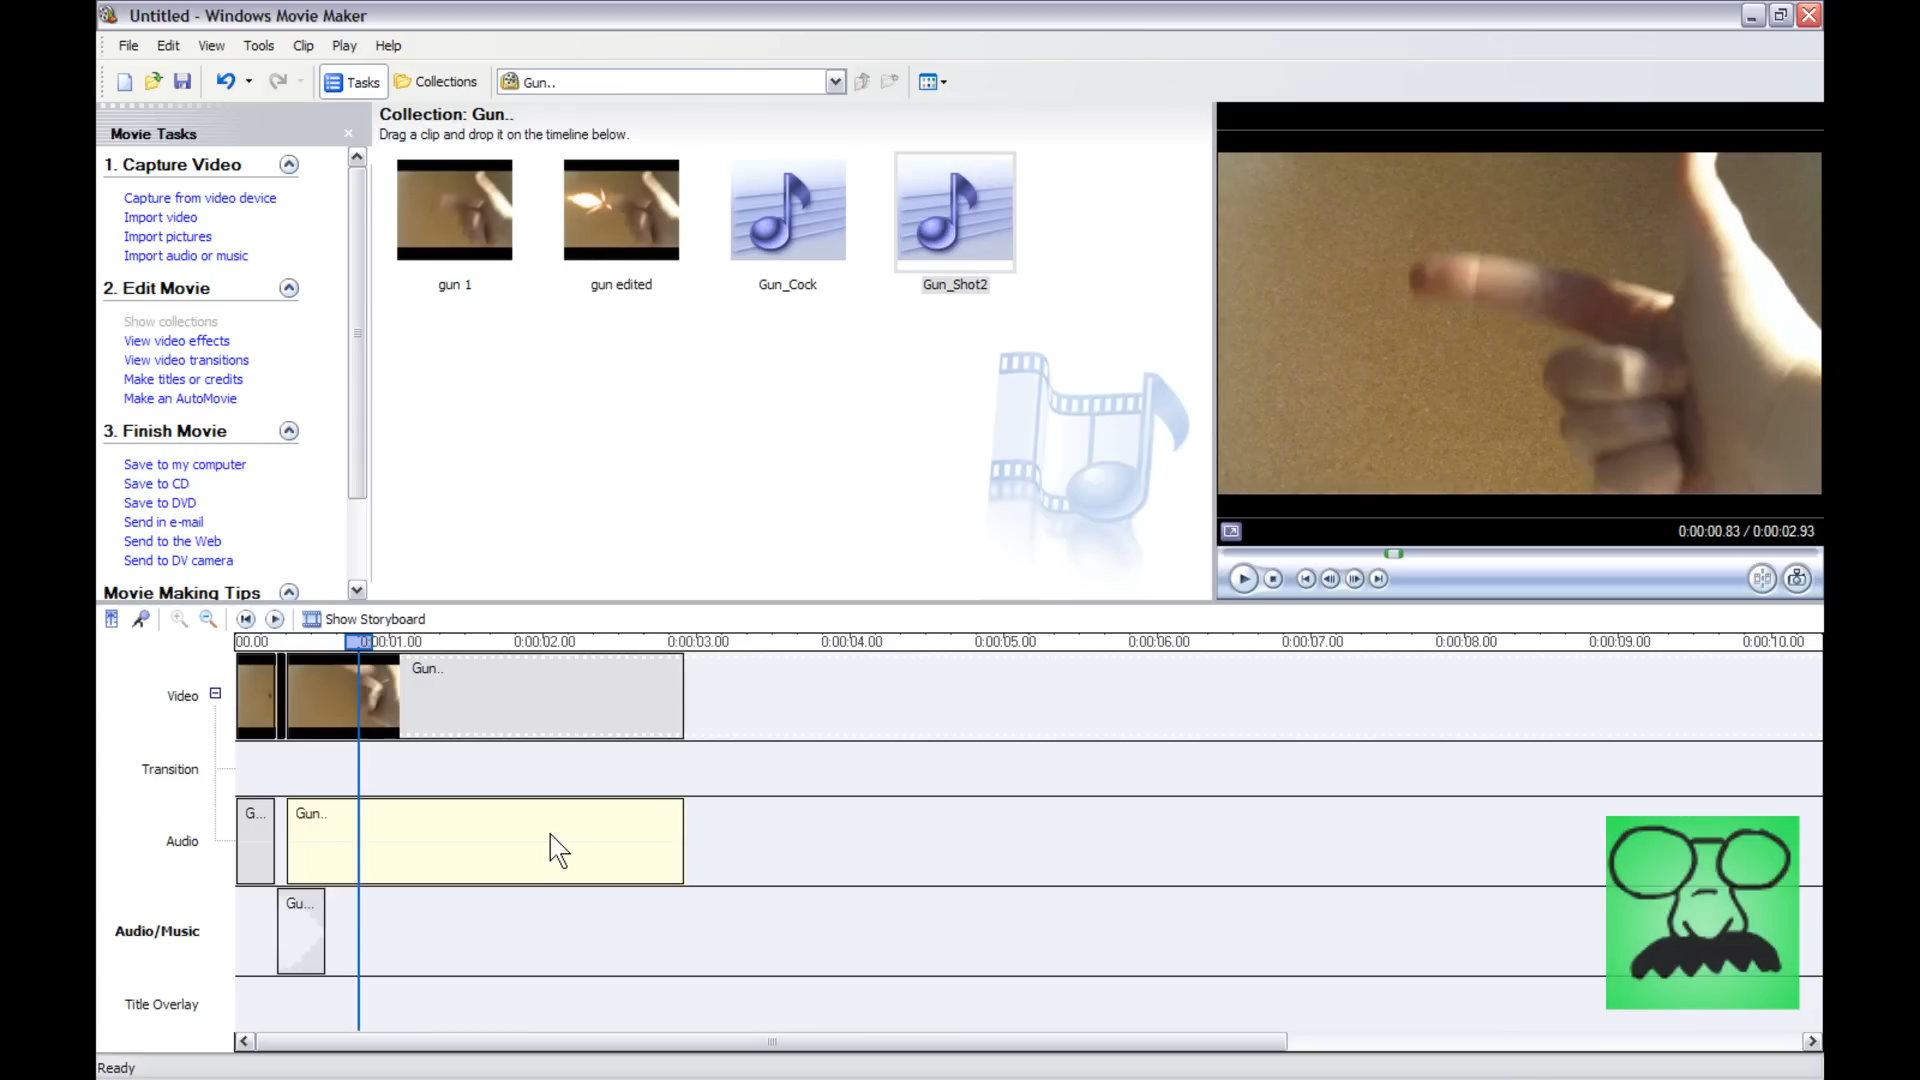 Untitled - Windows Movie Maker
File Edit View Tools Clip Play Help
Tasks Collections Gun..
Movie Tasks
1. Capture Video
Capture from video device
Import video
Import pictures
Import audio or music
2. Edit Movie
Show collections
View video effects
View video transitions
Make titles or credits
Make an AutoMovie
3. Finish Movie
Save to my computer
Save to CD
Save to DVD
Send in e-mail
Send to the Web
Send to DV camera
Movie Making Tips
Collection: Gun..
Drag a clip and drop it on the timeline below.
gun 1
gun edited
Gun_Cock
Gun_Shot2
0:00:00.83 / 0:00:02.93
Show Storyboard
00.00 0:00:01.00 0:00:02.00 0:00:03.00 0:00:04.00 0:00:05.00 0:00:06.00 0:00:07.00 0:00:08.00 0:00:09.00 0:00:10.00
Video
Gun..
Transition
Audio
G...
Gun..
Audio/Music
Gu...
Title Overlay
Ready